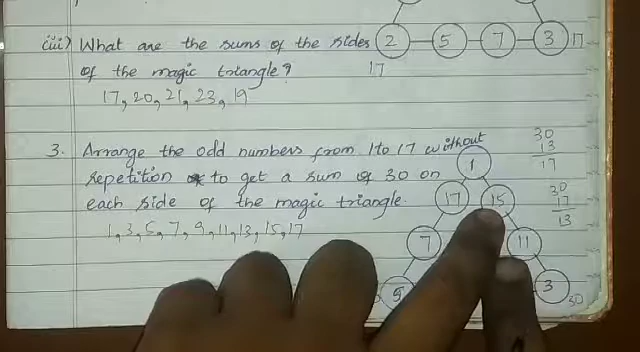 iii) What are the sums of the sides
of the magic triangle?
17, 20, 21, 23, 19
2 5 7 3 17
17
3. Arrange the odd numbers from 1 to 17 without
repetition to get a sum of 30 on
each side of the magic triangle.
1, 3, 5, 7, 9, 11, 13, 15, 17
1
17 15
7 11
3 30
30
13
17
30
17
13